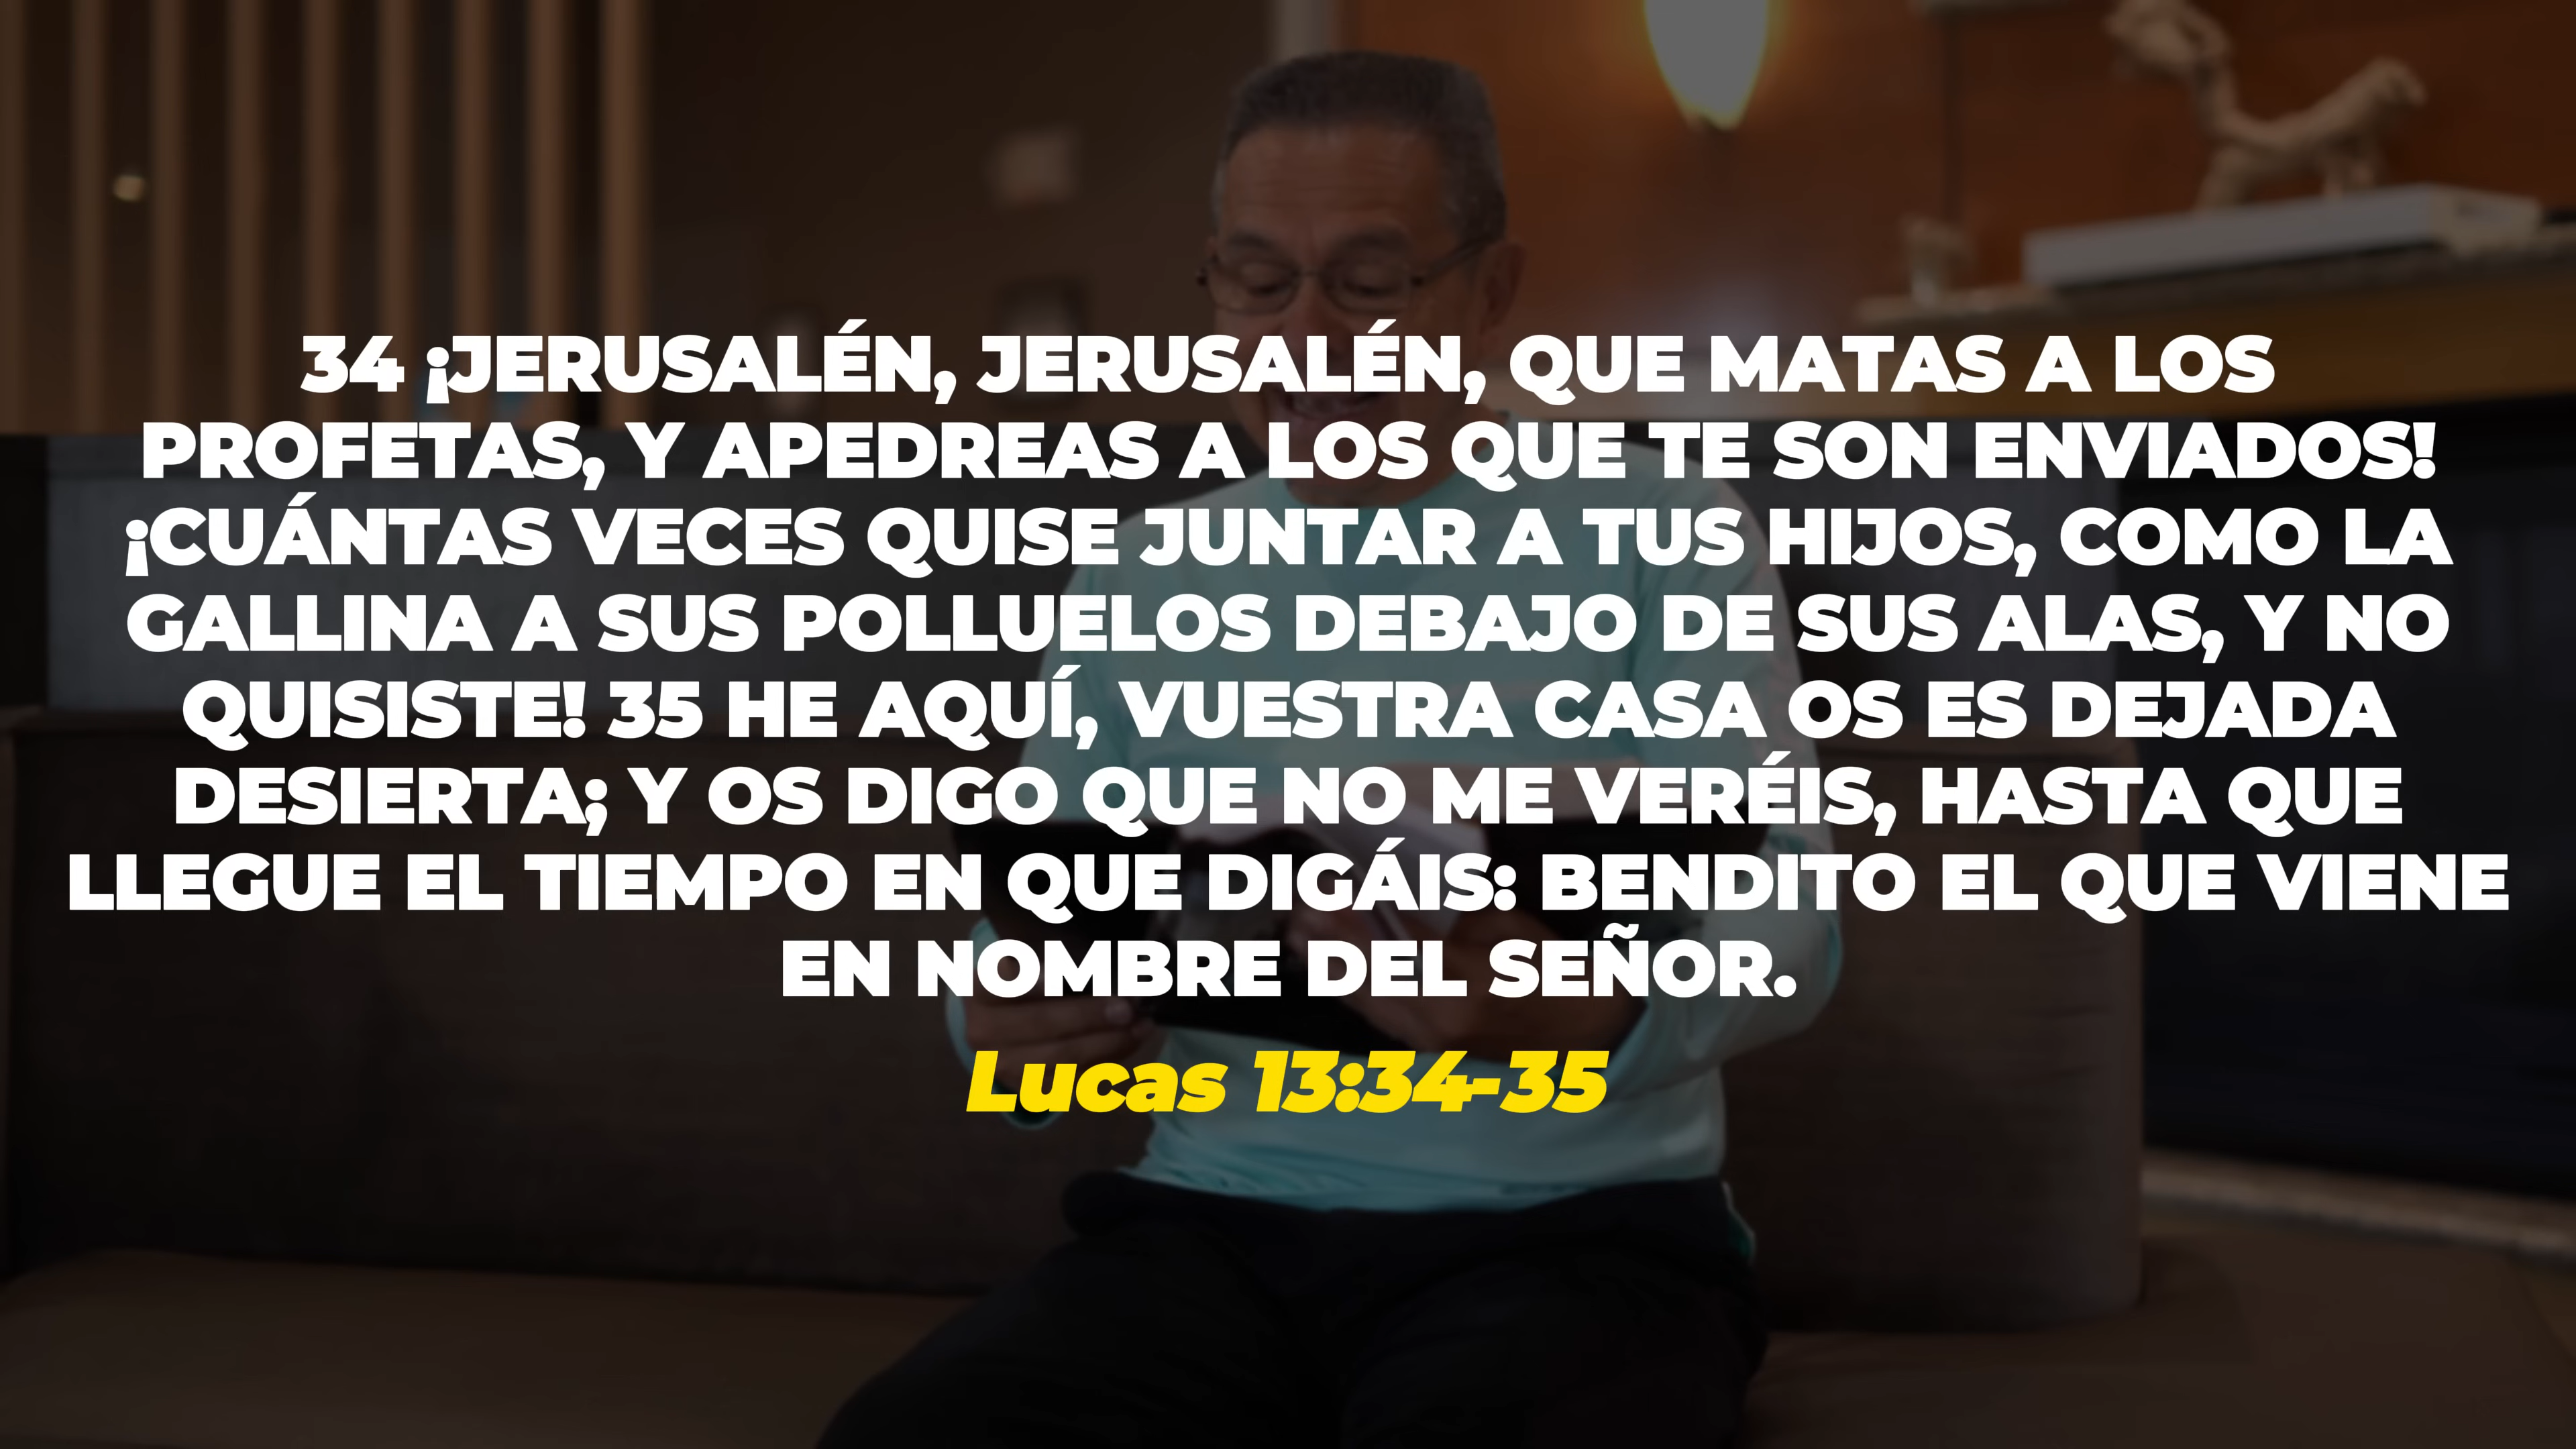 34 ¡JERUSALÉN, JERUSALÉN, QUE MATAS A LOS
PROFETAS, Y APEDREAS A LOS QUE TE SON ENVIADOS!
¡CUÁNTAS VECES QUISE JUNTAR A TUS HIJOS, COMO LA
GALLINA A SUS POLLUELOS DEBAJO DE SUS ALAS, Y NO
QUISISTE! 35 HE AQUÍ, VUESTRA CASA OS ES DEJADA
DESIERTA; Y OS DIGO QUE NO ME VERÉIS, HASTA QUE
LLEGUE EL TIEMPO EN QUE DIGÁIS: BENDITO EL QUE VIENE
EN NOMBRE DEL SEÑOR.
Lucas 13:34-35